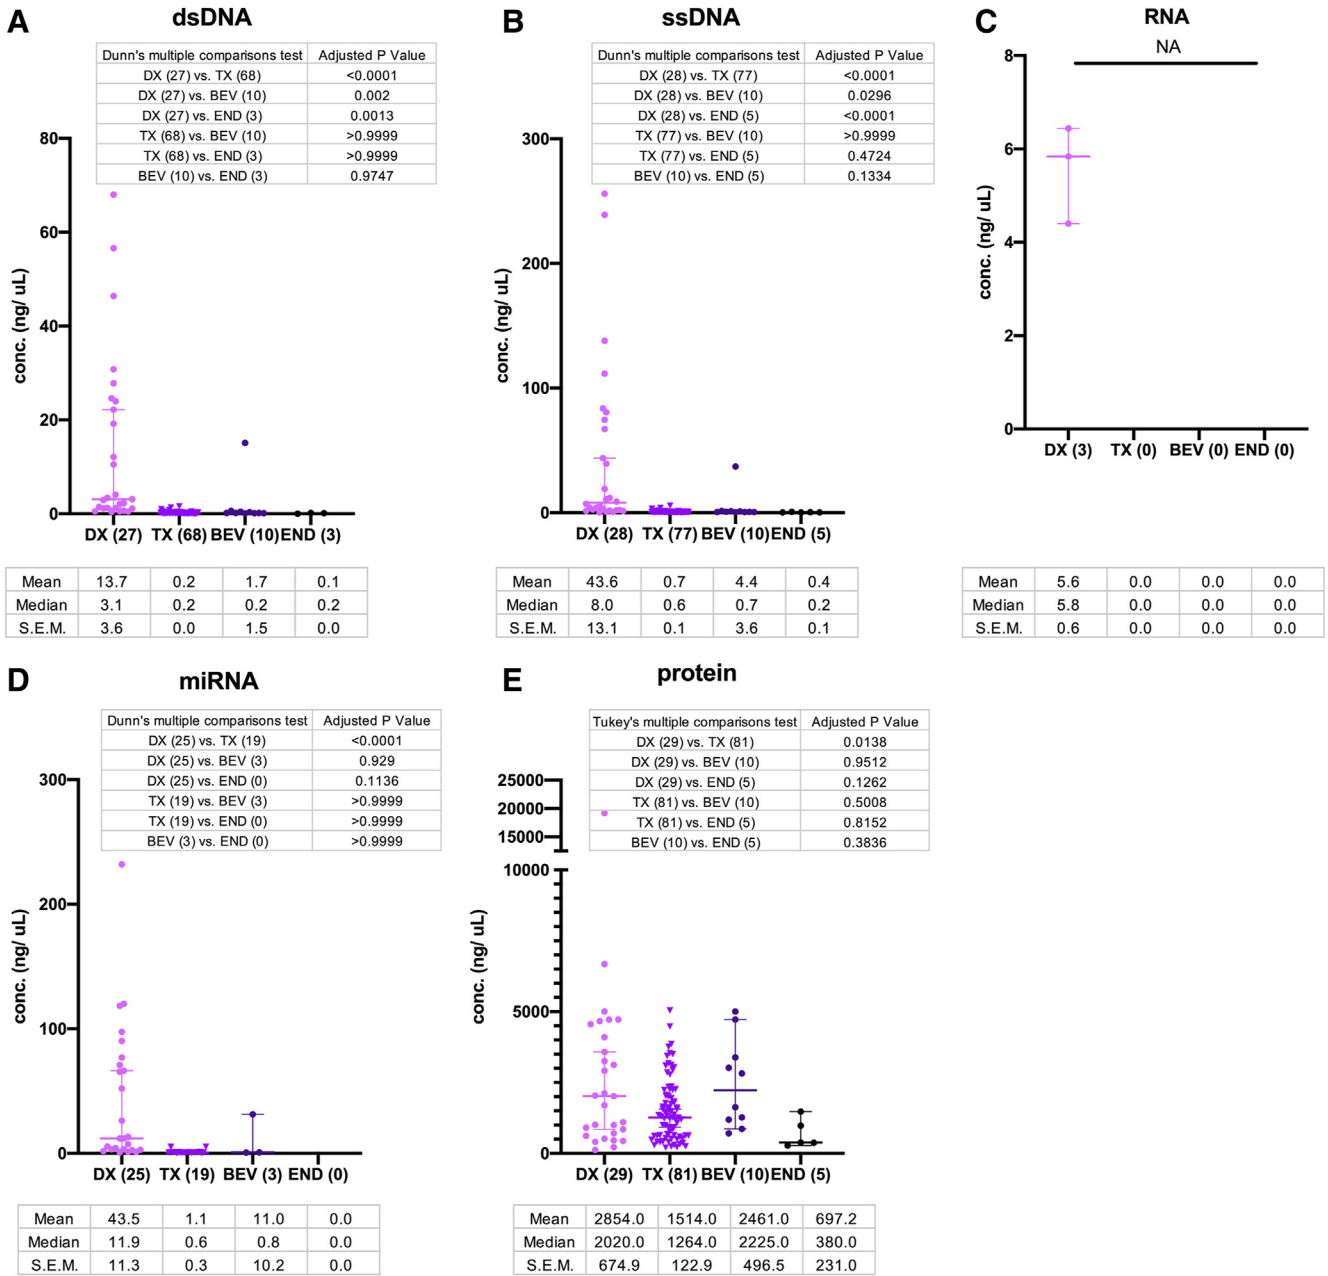 A
dsDNA
Dunn's multiple comparisons test Adjusted P Value
DX (27) vs. TX (68) <0.0001
DX (27) vs. BEV (10) 0.002
DX (27) vs. END (3) 0.0013
TX (68) vs. BEV (10) >0.9999
TX (68) vs. END (3) >0.9999
BEV (10) vs. END (3) 0.9747
80
60
40
20
0
conc. (ng/ uL)
DX (27) TX (68) BEV (10) END (3)
Mean 13.7 0.2 1.7 0.1
Median 3.1 0.2 0.2 0.2
S.E.M. 3.6 0.0 1.5 0.0
B
ssDNA
Dunn's multiple comparisons test Adjusted P Value
DX (28) vs. TX (77) <0.0001
DX (28) vs. BEV (10) 0.0296
DX (28) vs. END (5) <0.0001
TX (77) vs. BEV (10) >0.9999
TX (77) vs. END (5) 0.4724
BEV (10) vs. END (5) 0.1334
300
200
100
0
conc. (ng/ uL)
DX (28) TX (77) BEV (10) END (5)
Mean 43.6 0.7 4.4 0.4
Median 8.0 0.6 0.7 0.2
S.E.M. 13.1 0.1 3.6 0.1
C
RNA
NA
8
6
4
2
0
conc. (ng/ uL)
DX (3) TX (0) BEV (0) END (0)
Mean 5.6 0.0 0.0 0.0
Median 5.8 0.0 0.0 0.0
S.E.M. 0.6 0.0 0.0 0.0
D
miRNA
Dunn's multiple comparisons test Adjusted P Value
DX (25) vs. TX (19) <0.0001
DX (25) vs. BEV (3) 0.929
DX (25) vs. END (0) 0.1136
TX (19) vs. BEV (3) >0.9999
TX (19) vs. END (0) >0.9999
BEV (3) vs. END (0) >0.9999
300
200
100
0
conc. (ng/ uL)
DX (25) TX (19) BEV (3) END (0)
Mean 43.5 1.1 11.0 0.0
Median 11.9 0.6 0.8 0.0
S.E.M. 11.3 0.3 10.2 0.0
E
protein
Tukey's multiple comparisons test Adjusted P Value
DX (29) vs. TX (81) 0.0138
DX (29) vs. BEV (10) 0.9512
DX (29) vs. END (5) 0.1262
TX (81) vs. BEV (10) 0.5008
TX (81) vs. END (5) 0.8152
BEV (10) vs. END (5) 0.3836
25000
20000
15000
10000
5000
0
conc. (ng/ uL)
DX (29) TX (81) BEV (10) END (5)
Mean 2854.0 1514.0 2461.0 697.2
Median 2020.0 1264.0 2225.0 380.0
S.E.M. 674.9 122.9 496.5 231.0